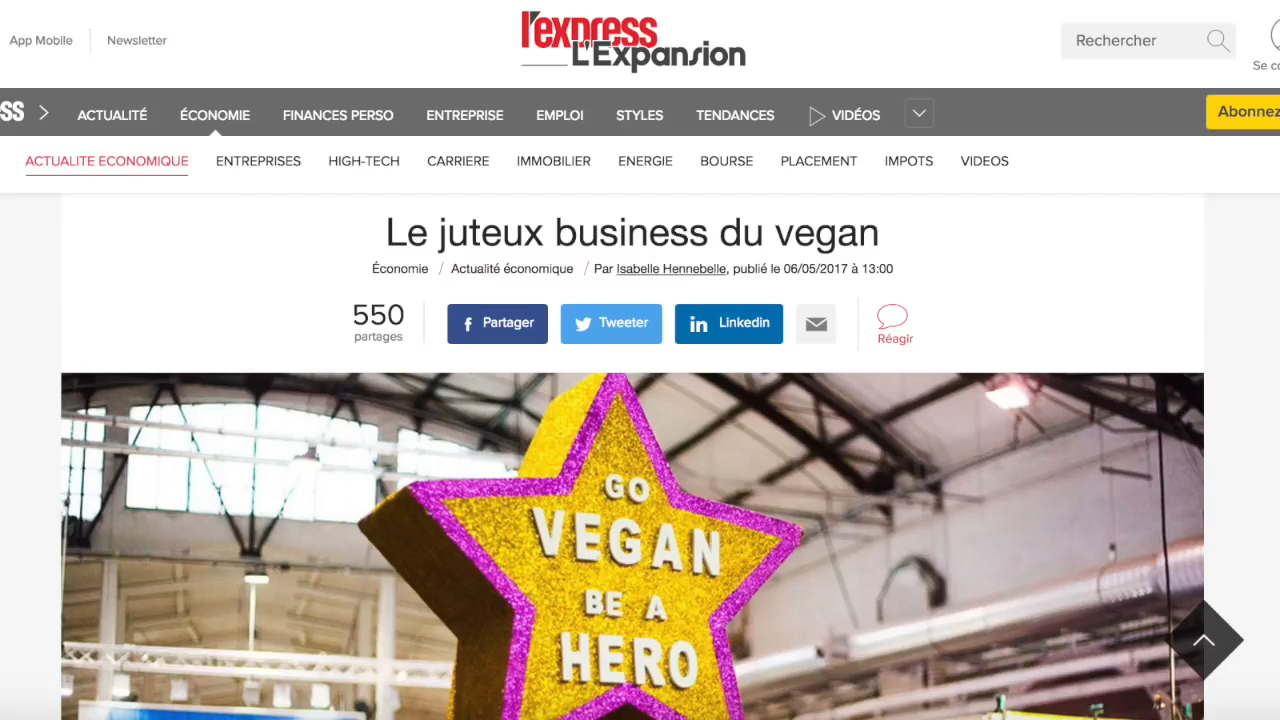 App Mobile
Newsletter
l'express
L'Expansion
Rechercher
Se co
SS
ACTUALITÉ
ÉCONOMIE
FINANCES PERSO
ENTREPRISE
EMPLOI
STYLES
TENDANCES
VIDÉOS
Abonnez
ACTUALITE ECONOMIQUE
ENTREPRISES
HIGH-TECH
CARRIERE
IMMOBILIER
ENERGIE
BOURSE
PLACEMENT
IMPOTS
VIDEOS
Le juteux business du vegan
Économie / Actualité économique / Par Isabelle Hennebelle, publié le 06/05/2017 à 13:00
550
partages
Partager
Tweeter
Linkedin
Réagir
GO
VEGAN
BE A
HERO